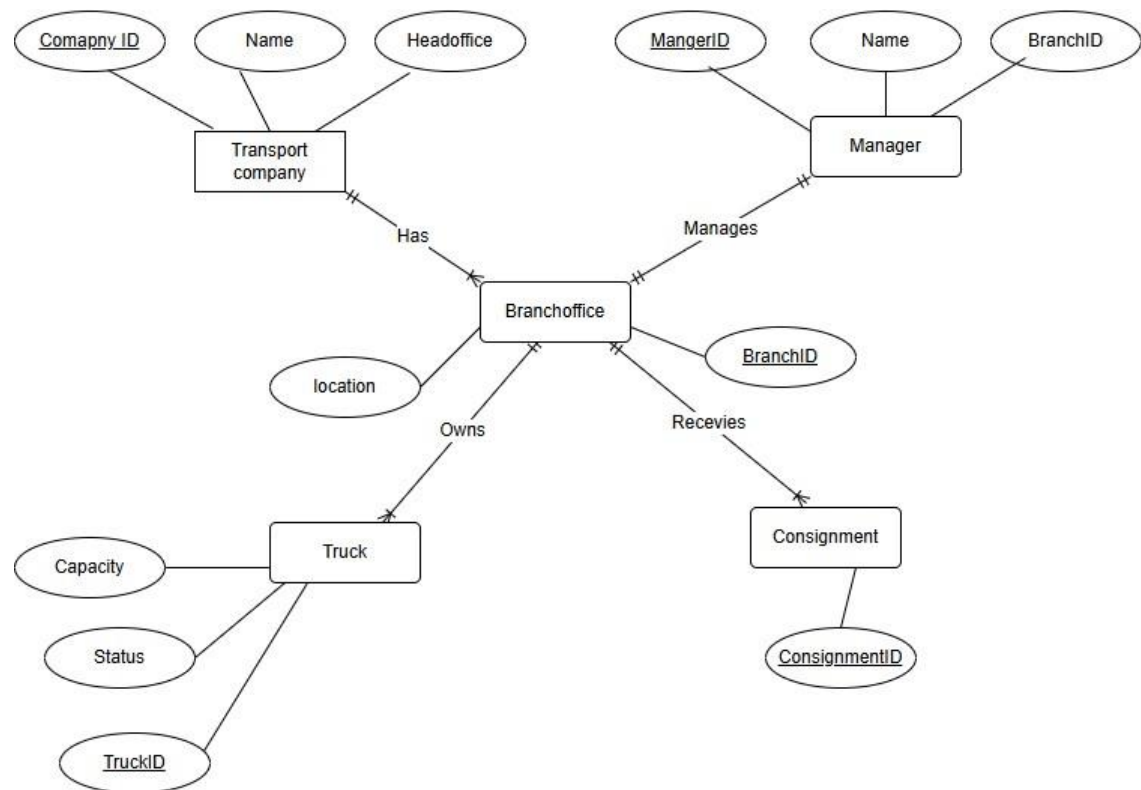 Comapny ID
Name
Headoffice
MangerID
Name
BranchID
Transport
company
Manager
Has
Manages
Branchoffice
location
BranchID
Owns
Recevies
Truck
Consignment
Capacity
Status
ConsignmentID
TruckID